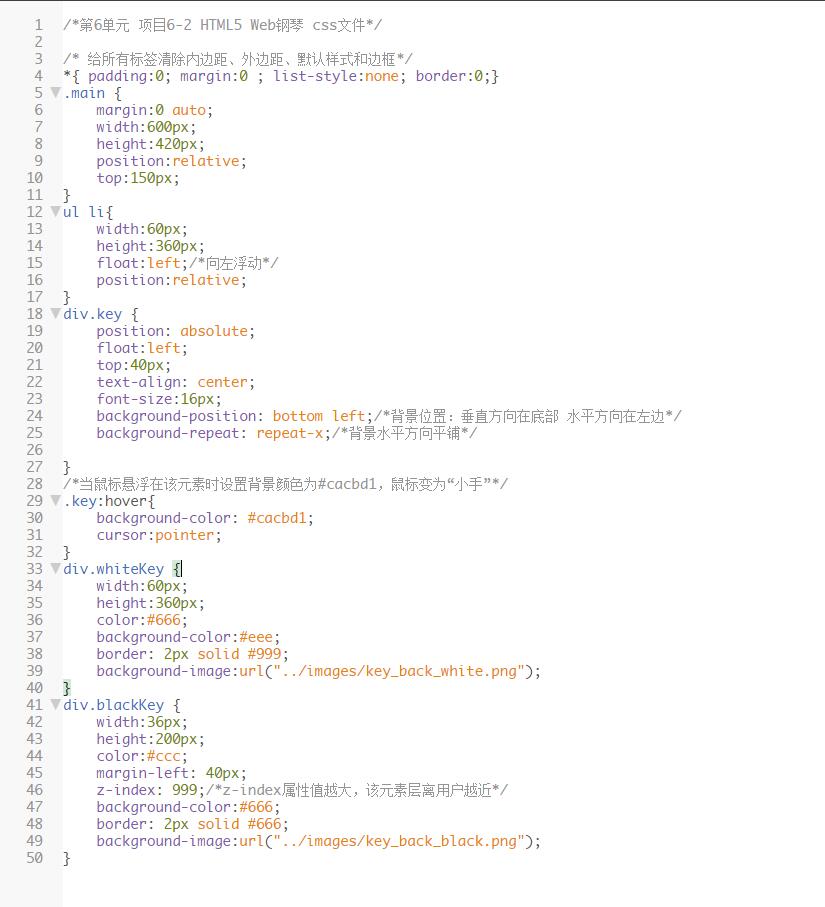 1 /*第6单元 项目6-2 HTML5 Web钢琴 css文件*/
2
3 /* 给所有标签清除内边距、外边距、默认样式和边框*/
4 *{ padding:0; margin:0 ; list-style:none; border:0;}
5 .main {
6     margin:0 auto;
7     width:600px;
8     height:420px;
9     position:relative;
10     top:150px;
11 }
12 ul li{
13     width:60px;
14     height:360px;
15     float:left;/*向左浮动*/
16     position:relative;
17 }
18 div.key {
19     position: absolute;
20     float:left;
21     top:40px;
22     text-align: center;
23     font-size:16px;
24     background-position: bottom left;/*背景位置：垂直方向在底部 水平方向在左边*/
25     background-repeat: repeat-x;/*背景水平方向平铺*/
26
27 }
28 /*当鼠标悬浮在该元素时设置背景颜色为#cacbd1，鼠标变为“小手”*/
29 .key:hover{
30     background-color: #cacbd1;
31     cursor:pointer;
32 }
33 div.whiteKey {
34     width:60px;
35     height:360px;
36     color:#666;
37     background-color:#eee;
38     border: 2px solid #999;
39     background-image:url("../images/key_back_white.png");
40 }
41 div.blackKey {
42     width:36px;
43     height:200px;
44     color:#ccc;
45     margin-left: 40px;
46     z-index: 999;/*z-index属性值越大，该元素层离用户越近*/
47     background-color:#666;
48     border: 2px solid #666;
49     background-image:url("../images/key_back_black.png");
50 }